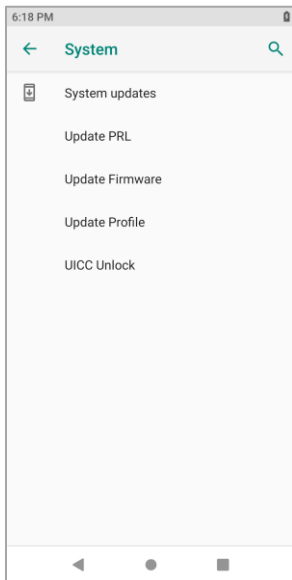 6:18 PM
System
System updates
Update PRL
Update Firmware
Update Profile
UICC Unlock